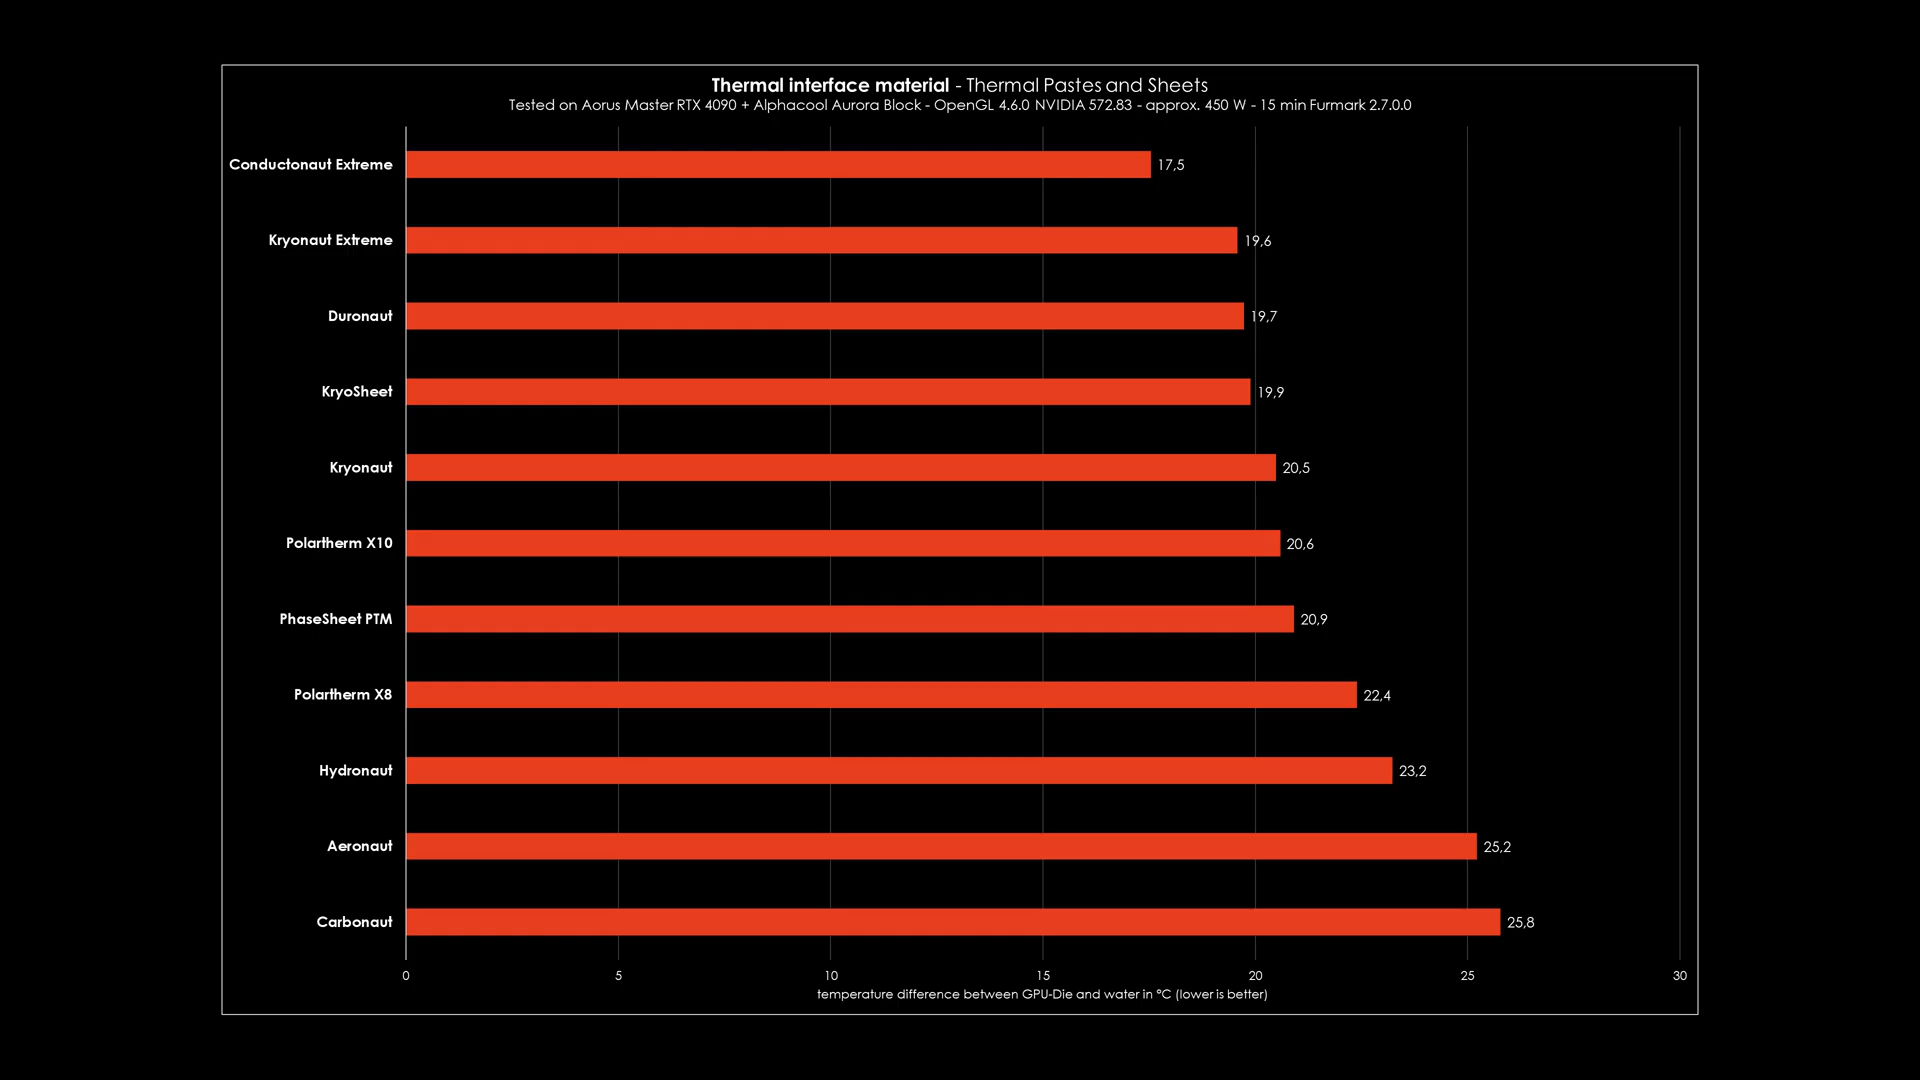 Thermal interface material - Thermal Pastes and Sheets
Tested on Aorus Master RTX 4090 + Alphacool Aurora Block - OpenGL 4.6.0 NVIDIA 572.83 - approx. 450 W - 15 min Furmark 2.7.0.0
Conductonaut Extreme 17,5
Kryonaut Extreme 19,6
Duronaut 19,7
KryoSheet 19,9
Kryonaut 20,5
Polartherm X10 20,6
PhaseSheet PTM 20,9
Polartherm X8 22,4
Hydronaut 23,2
Aeronaut 25,2
Carbonaut 25,8
0 5 10 15 20 25 30
temperature difference between GPU-Die and water in °C (lower is better)